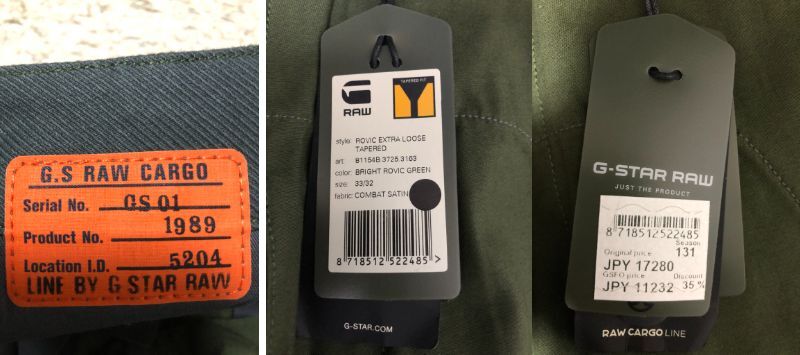 G.S RAW CARGO
Serial No. GS 01
Product No. 1989
Location I.D. 5204
LINE BY G STAR RAW
RAW
TAPERED FIT
style: ROVIC EXTRA LOOSE
TAPERED
art: 81154B.3725.3163
color: BRIGHT ROVIC GREEN
size: 33/32
fabric: COMBAT SATIN
8 718512 522485 >
G-STAR.COM
G-STAR RAW
JUST THE PRODUCT
8 718512 522485
Season
Original price 131
JPY 17280
GSFO price Discount
JPY 11232 35 %
RAW CARGO LINE